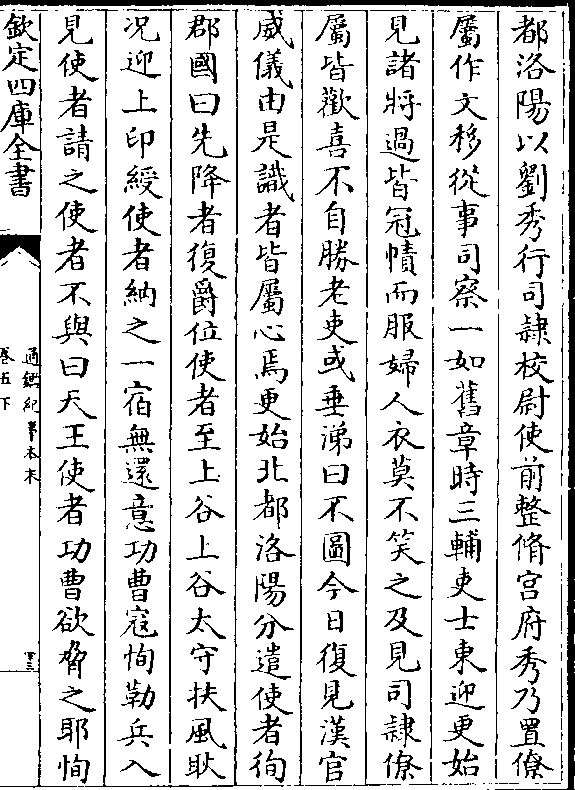 都洛陽以劉秀行司隸校尉使前整脩宫府秀乃置僚
屬作文移從事司察一如舊章時三輔吏士東迎更始
見諸將過皆冠幘而服婦人衣莫不笑之及見司隸僚
屬皆歡喜不自勝老吏或垂涕曰不圖今日復見漢官
威儀由是識者皆屬心焉更始北都洛陽分遣使者徇
郡國曰先降者復爵位使者至上谷上谷太守扶風耿
况迎上印綬使者納之一宿無還意功曹寇恂勒兵入
見使者請之使者不與曰天王使者功曹欲脅之耶恂
欽定四庫全書
通鑑紀事本末
卷五下